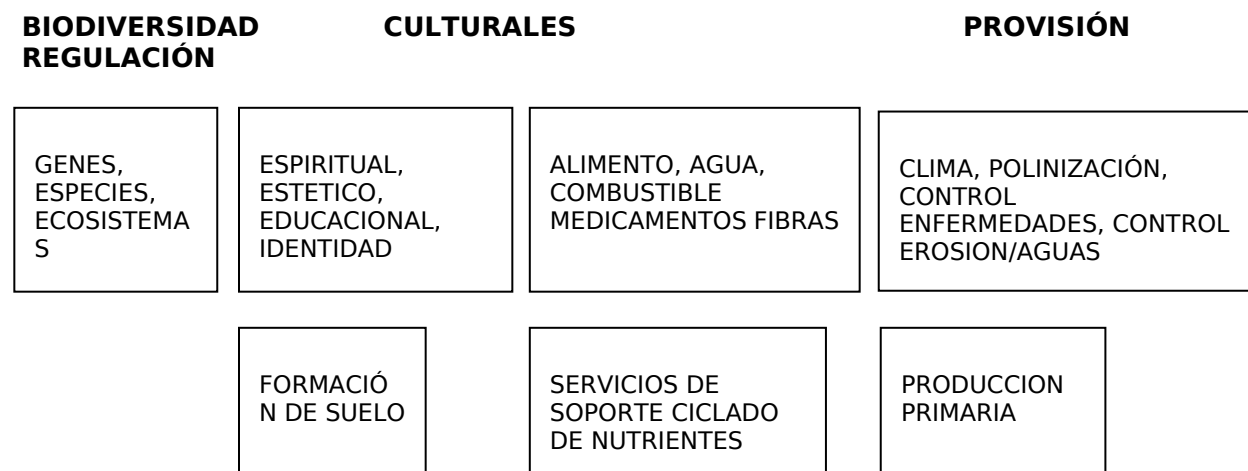 BIODIVERSIDAD CULTURALES PROVISIÓN
REGULACIÓN
GENES,
ESPECIES,
ECOSISTEMA
S
ESPIRITUAL,
ESTETICO,
EDUCACIONAL,
IDENTIDAD
ALIMENTO, AGUA,
COMBUSTIBLE
MEDICAMENTOS FIBRAS
CLIMA, POLINIZACIÓN,
CONTROL
ENFERMEDADES, CONTROL
EROSION/AGUAS
FORMACIÓ
N DE SUELO
SERVICIOS DE
SOPORTE CICLADO
DE NUTRIENTES
PRODUCCION
PRIMARIA